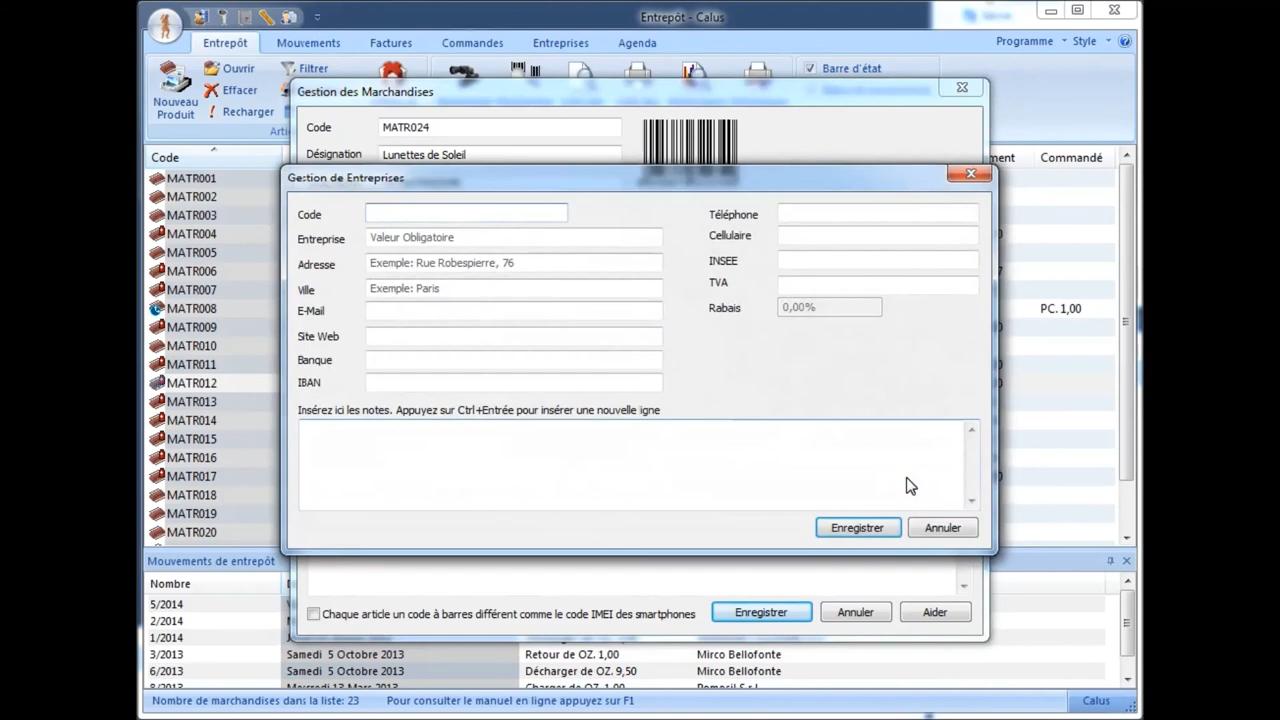 Entrepôt - Calus
Entrepôt Mouvements Factures Commandes Entreprises Agenda Programme Style
Nouveau Produit
Ouvrir
Effacer
Recharger
Filtrer
Barre d'état
Gestion des Marchandises
Code MATR024
Désignation Lunettes de Soleil
Code Commandé
MATR001
MATR002
MATR003
MATR004
MATR005
MATR006
MATR007
MATR008 PC. 1,00
MATR009
MATR010
MATR011
MATR012
MATR013
MATR014
MATR015
MATR016
MATR017
MATR018
MATR019
MATR020
Gestion de Entreprises
Code
Entreprise Valeur Obligatoire
Adresse Exemple: Rue Robespierre, 76
Ville Exemple: Paris
E-Mail
Site Web
Banque
IBAN
Téléphone
Cellulaire
INSEE
TVA
Rabais 0,00%
Insérez ici les notes. Appuyez sur Ctrl+Entrée pour insérer une nouvelle ligne
Enregistrer Annuler
Chaque article un code à barres différent comme le code IMEI des smartphones
Enregistrer Annuler Aider
Mouvements de entrepôt
Nombre
5/2014
2/2014
1/2014
3/2013 Samedi 5 Octobre 2013 Retour de OZ. 1,00 Mirco Bellofonte
6/2013 Samedi 5 Octobre 2013 Décharger de OZ. 9,50 Mirco Bellofonte
Nombre de marchandises dans la liste: 23 Pour consulter le manuel en ligne appuyez sur F1 Calus